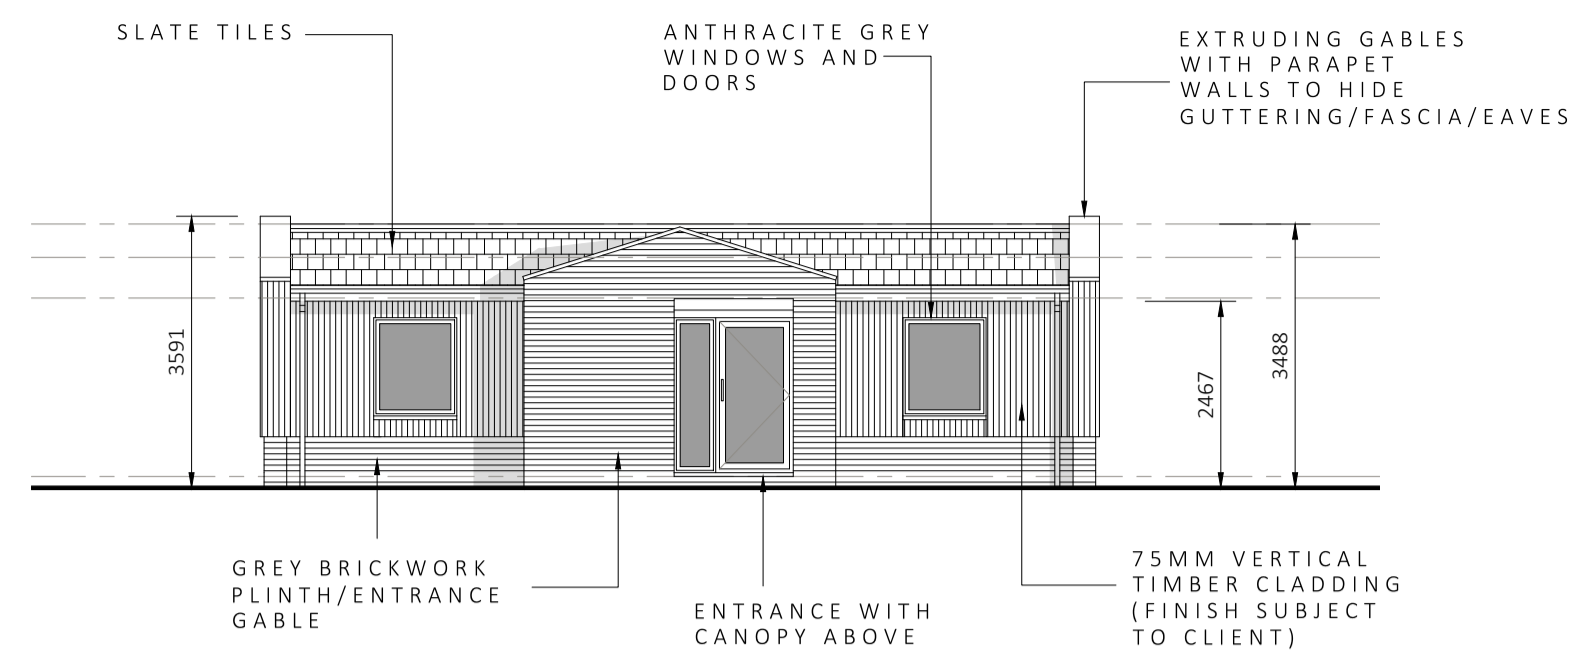 SLATE TILES
ANTHRACITE GREY
WINDOWS AND
DOORS
EXTRUDING GABLES
WITH PARAPET
WALLS TO HIDE
GUTTERING/FASCIA/EAVES
3591
2467
3488
GREY BRICKWORK
PLINTH/ENTRANCE
GABLE
ENTRANCE WITH
CANOPY ABOVE
75MM VERTICAL
TIMBER CLADDING
(FINISH SUBJECT
TO CLIENT)